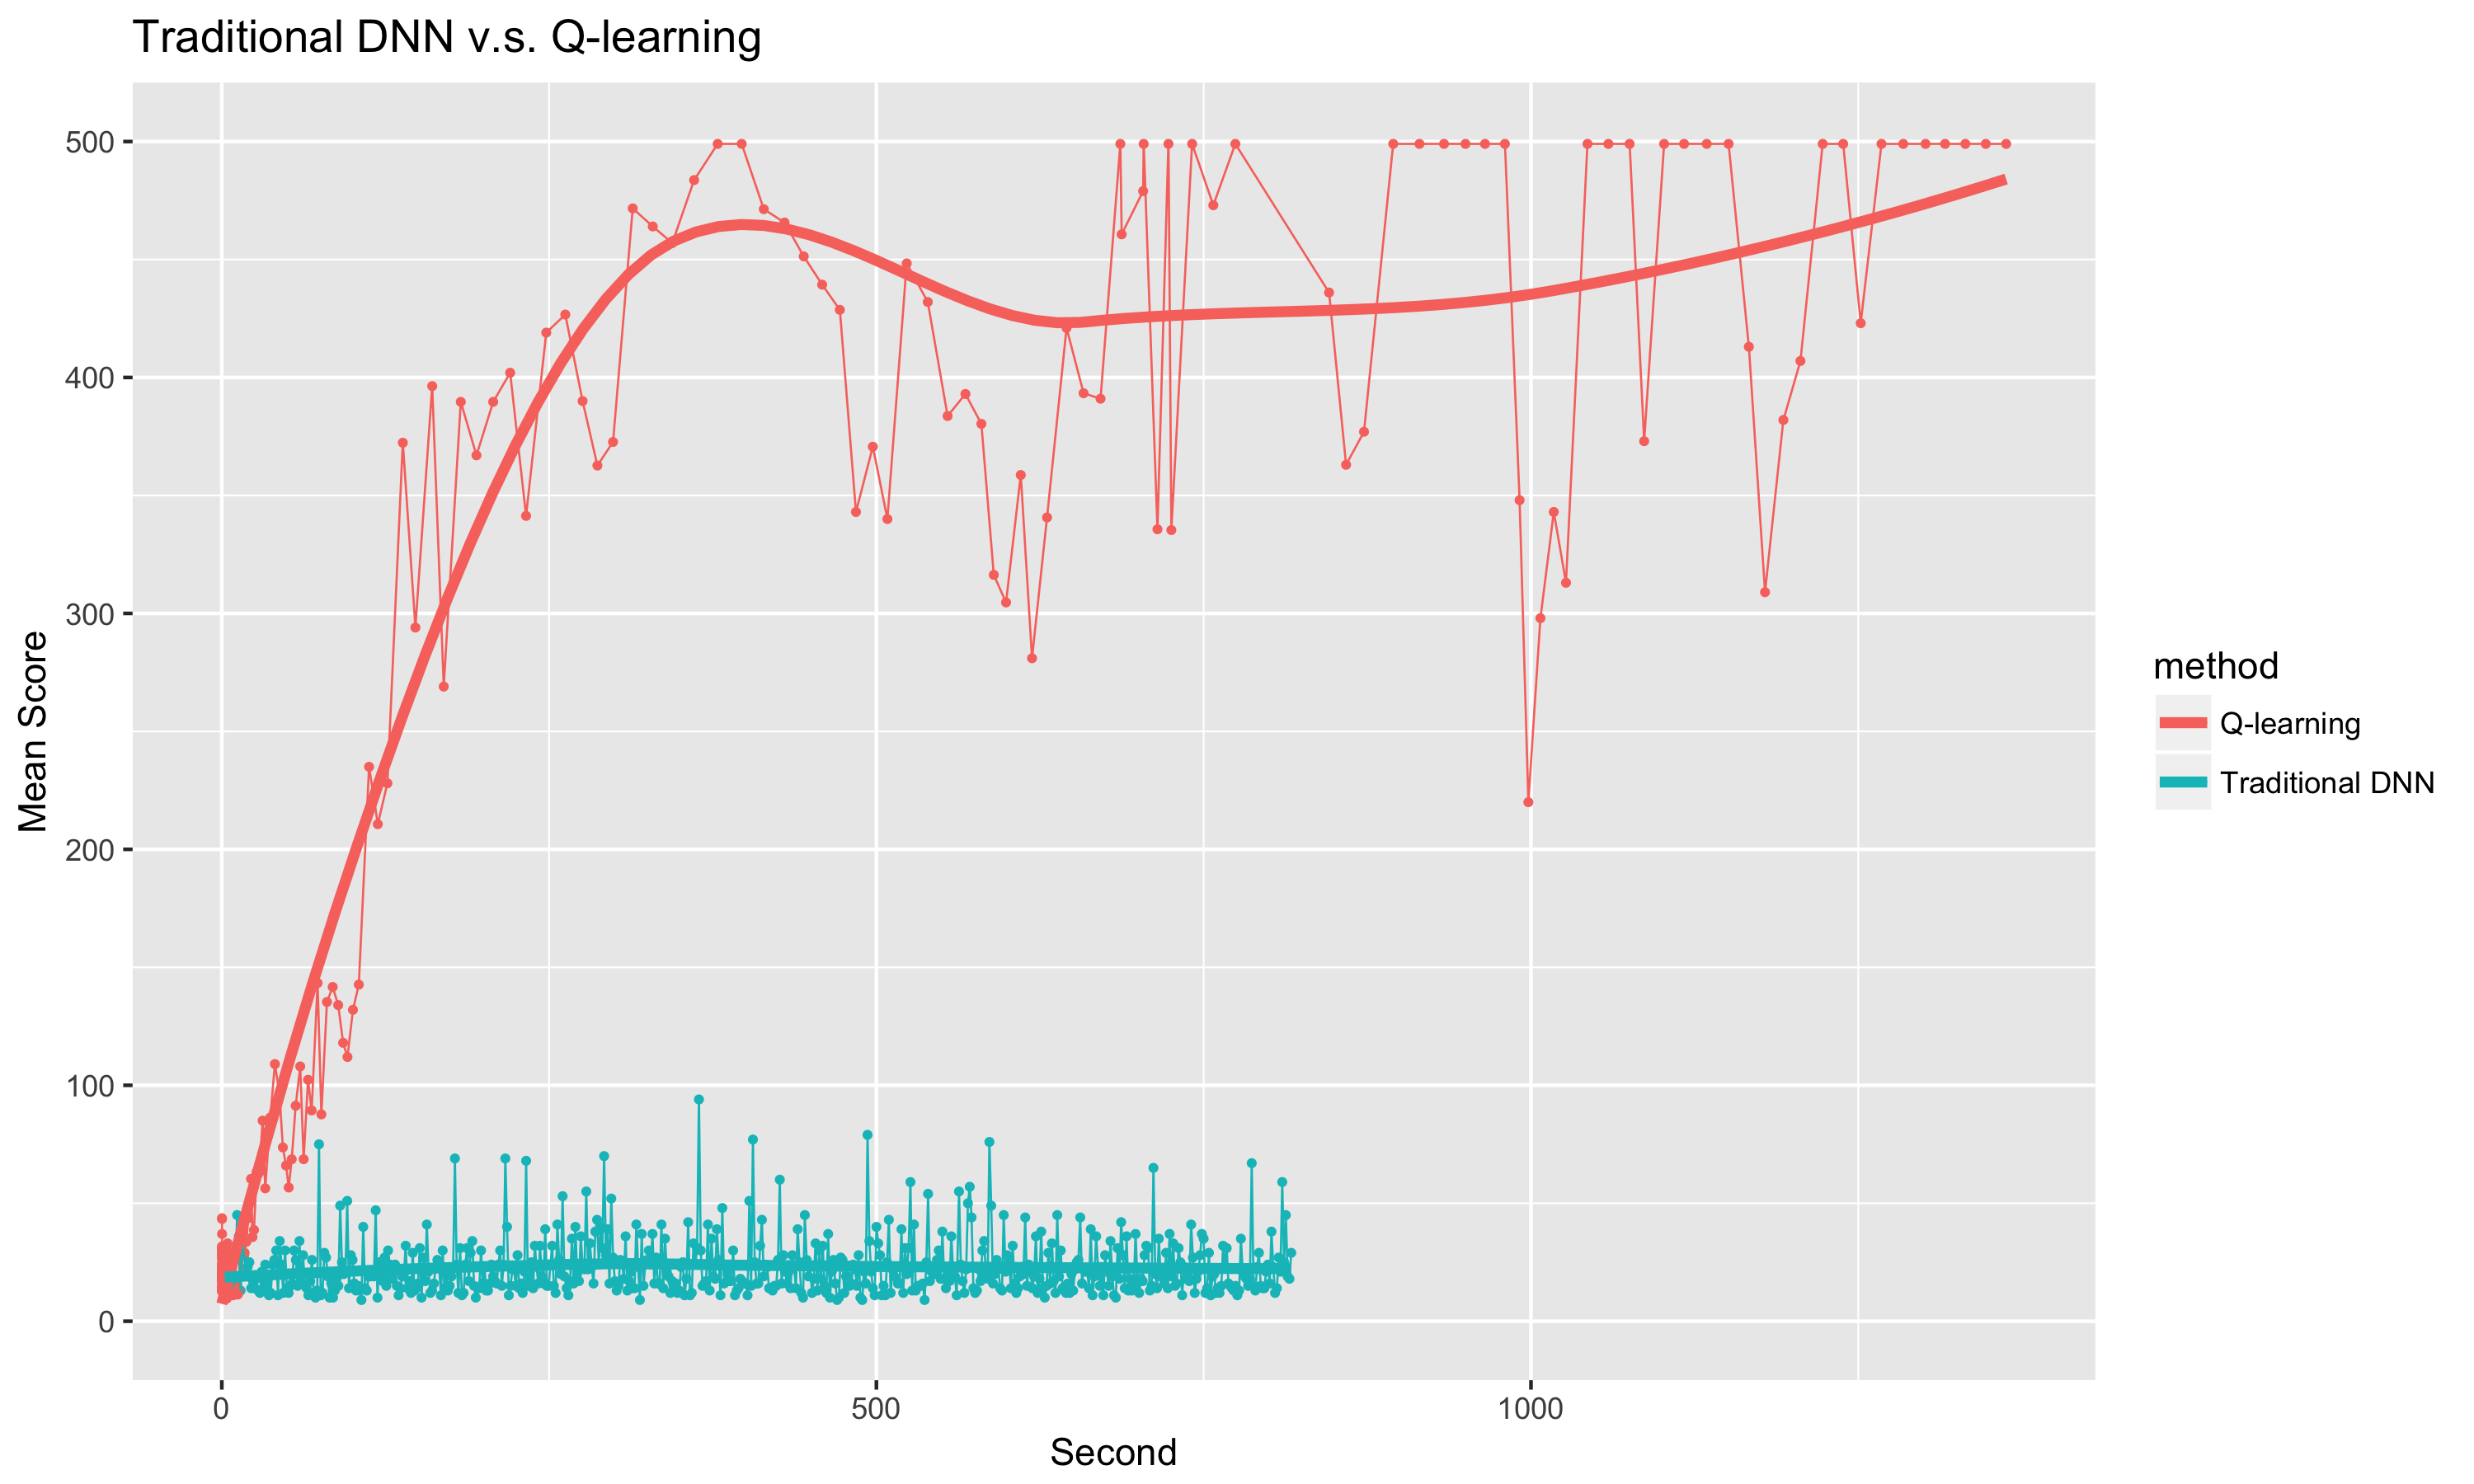 Traditional DNN v.s. Q-learning
500
400
300
200
100
0
Mean Score
0
500
1000
Second
method
Q-learning
Traditional DNN